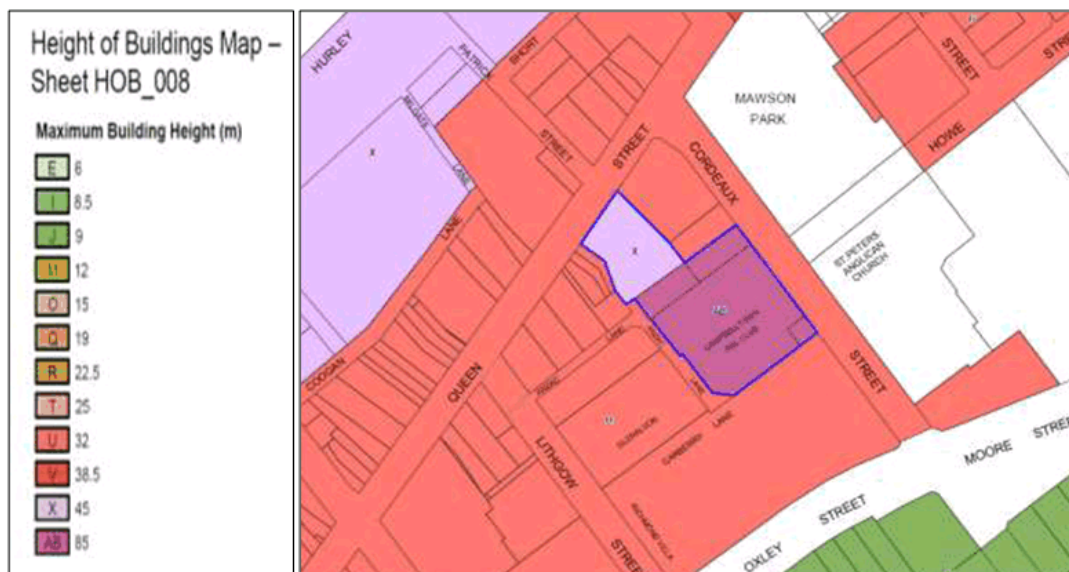 Height of Buildings Map –
Sheet HOB_008
Maximum Building Height (m)
E 6
I 8.5
J 9
M 12
O 15
Q 19
R 22.5
T 25
U 32
V 38.5
X 45
AB 85
HURLEY
PATRICK
STREET
SHORT
LANE
X
COOGAN
LANE
QUEEN
STREET
MAWSON
PARK
CORDEAUX
STREET
HOWE
STREET
ST PETERS
ANGLICAN
CHURCH
X
AB
CAMPBELLTOWN
LANE
LANE
LITHGOW
STREET
LANE
OXLEY
STREET
MOORE